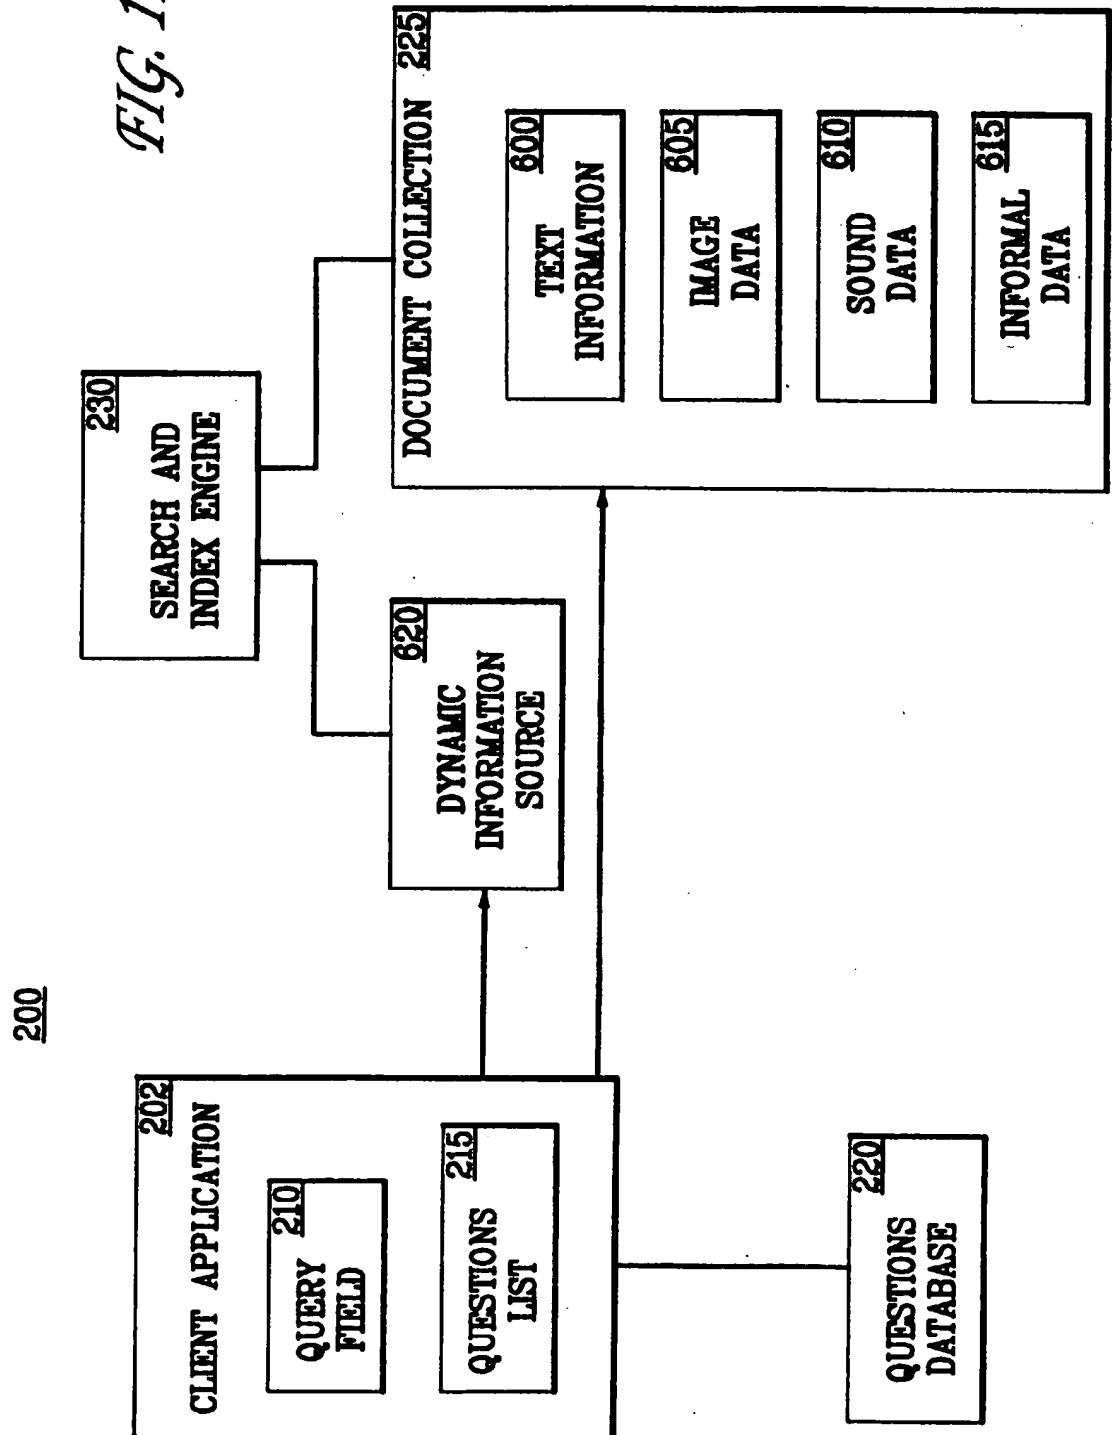 200
CLIENT APPLICATION
202
QUERY
FIELD
210
QUESTIONS
LIST
215
QUESTIONS
DATABASE
220
DYNAMIC
INFORMATION
SOURCE
620
SEARCH AND
INDEX ENGINE
230
DOCUMENT COLLECTION
225
TEXT
INFORMATION
600
IMAGE
DATA
605
SOUND
DATA
610
INFORMAL
DATA
615
FIG.